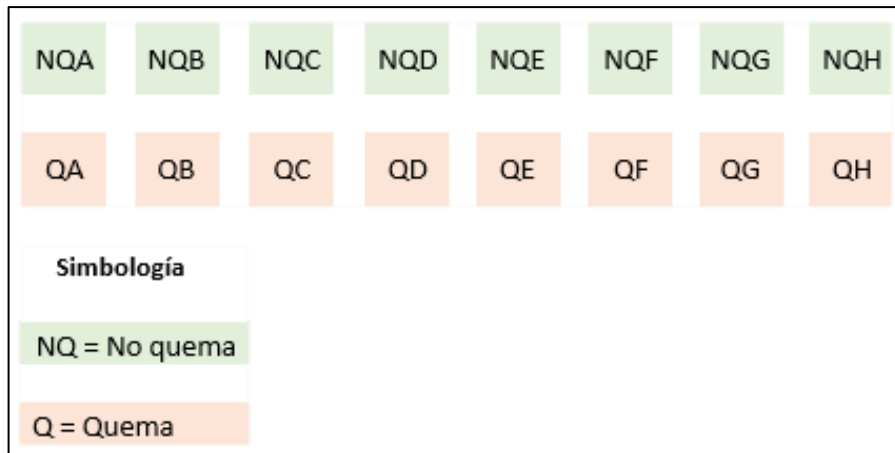 NQA NQB NQC NQD NQE NQF NQG NQH
QA QB QC QD QE QF QG QH
Simbología
NQ = No quema
Q = Quema